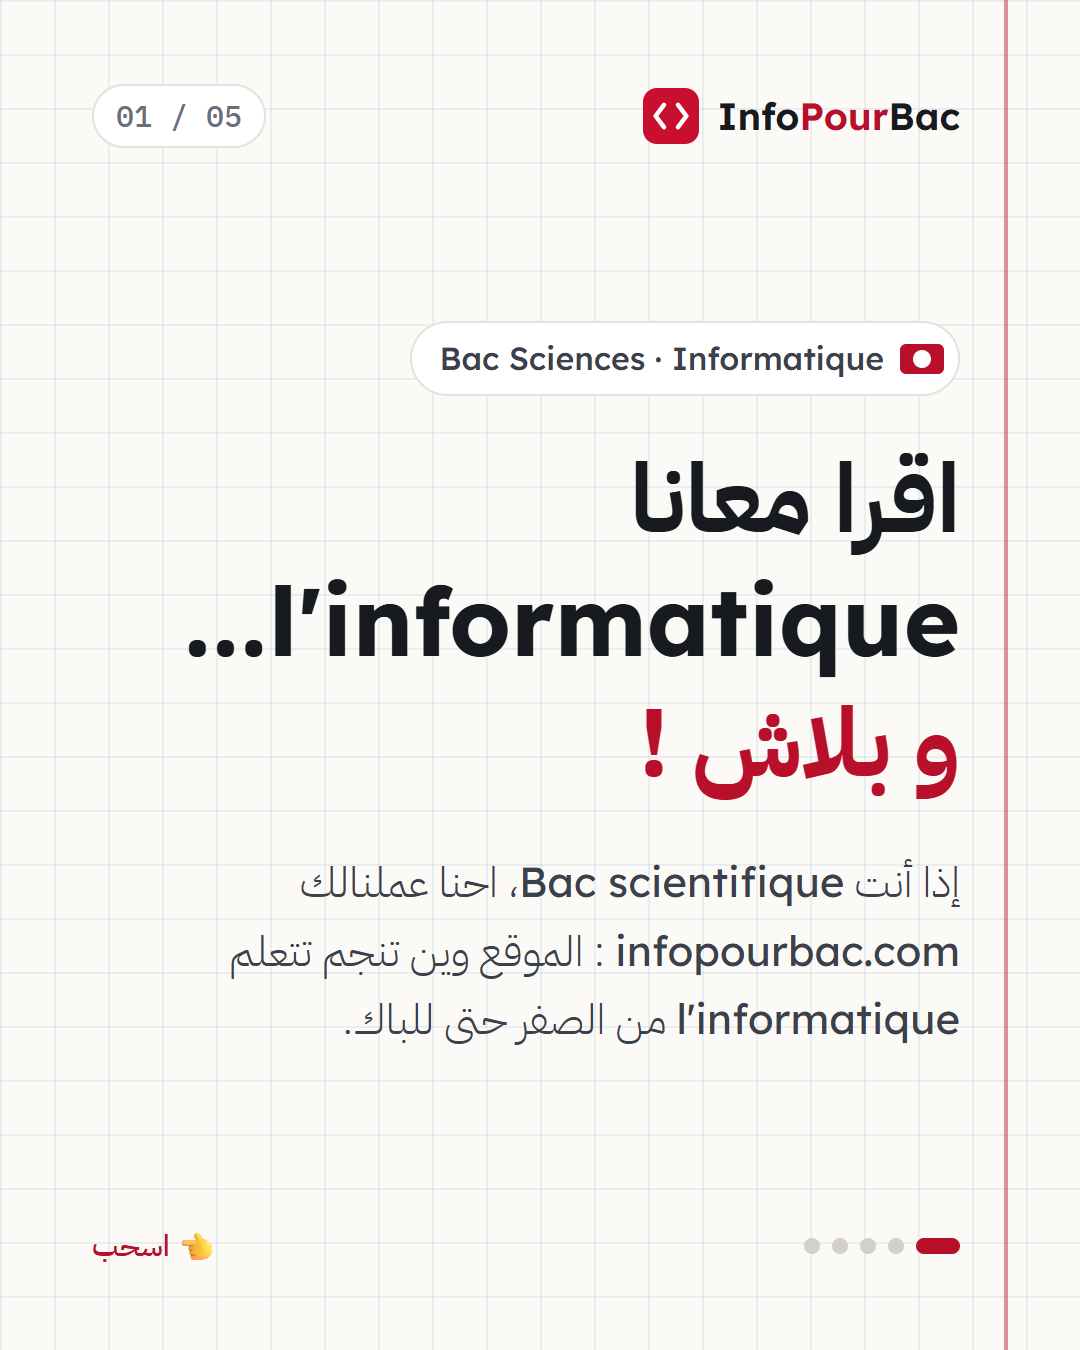 InfoPourBac
01 / 05
Bac Sciences · Informatique
اقرا معانا
l'informatique...
و بلاش !
إذا أنت Bac scientifique، احنا عملنالك
infopourbac.com : الموقع وين تنجم تتعلم
l'informatique من الصفر حتى للباك.
اسحب